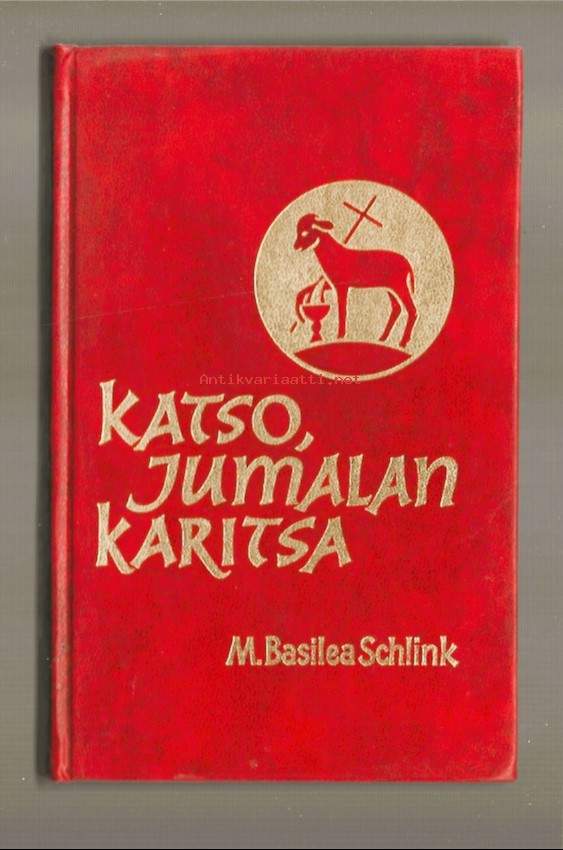 Antikvariaatti.net
KATSO,
JUMALAN
KARITSA
M. Basilea Schlink